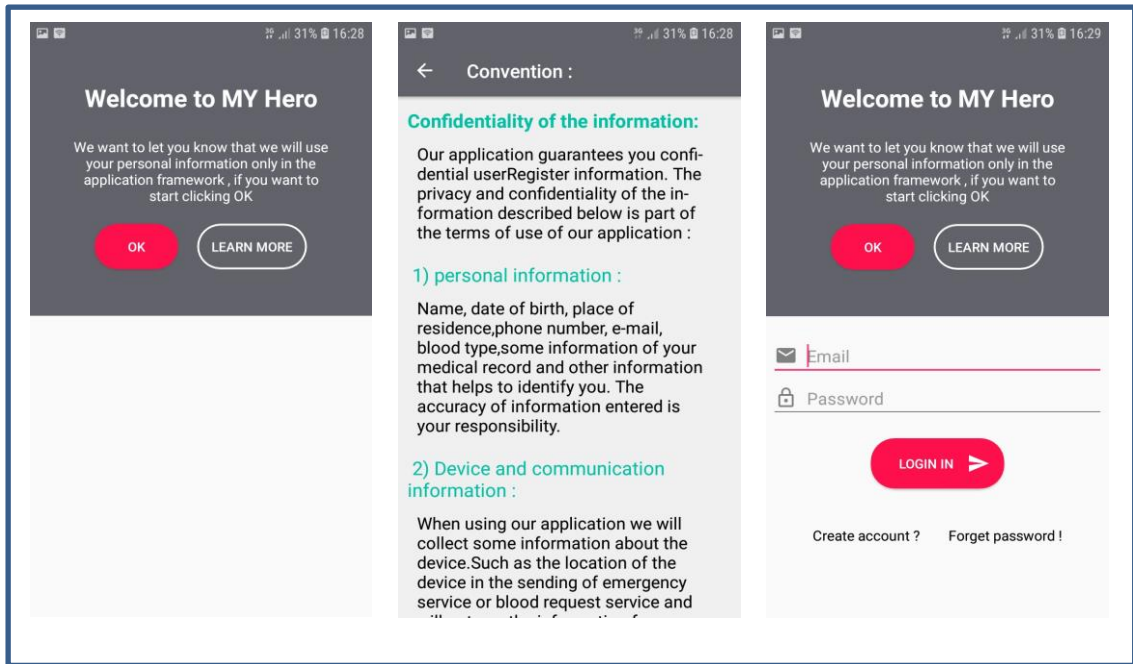 31% 16:28
Welcome to MY Hero
We want to let you know that we will use
your personal information only in the
application framework , if you want to
start clicking OK
OK
LEARN MORE
31% 16:28
Convention :
Confidentiality of the information:
Our application guarantees you confi-
dential userRegister information. The
privacy and confidentiality of the in-
formation described below is part of
the terms of use of our application :
1) personal information :
Name, date of birth, place of
residence,phone number, e-mail,
blood type,some information of your
medical record and other information
that helps to identify you. The
accuracy of information entered is
your responsibility.
2) Device and communication
information :
When using our application we will
collect some information about the
device.Such as the location of the
device in the sending of emergency
service or blood request service and
31% 16:29
Welcome to MY Hero
We want to let you know that we will use
your personal information only in the
application framework , if you want to
start clicking OK
OK
LEARN MORE
Email
Password
LOGIN IN
Create account ?
Forget password !